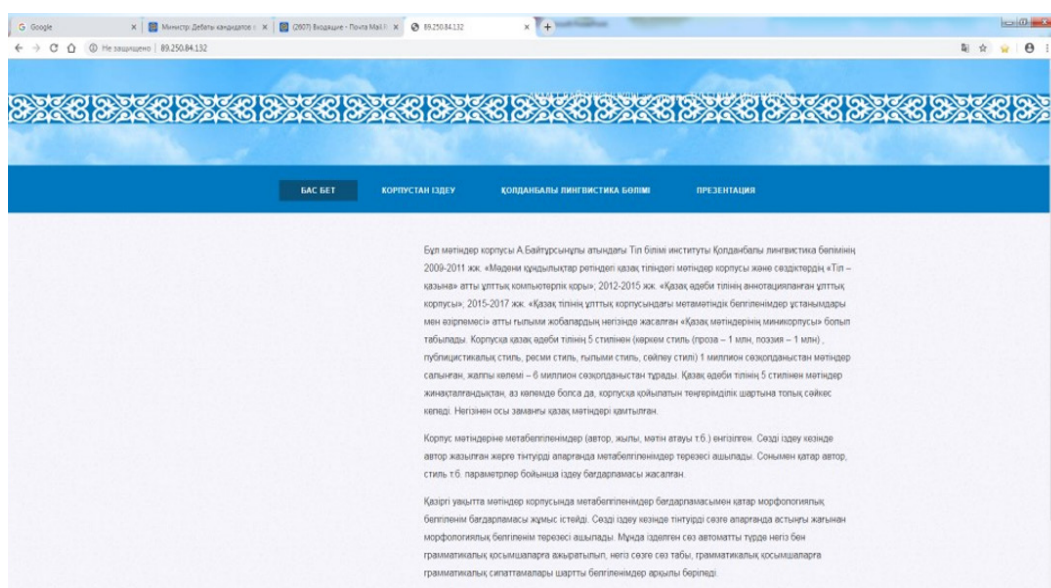 Google
Министр: Дебаты кандидатов с
(2607) Входящие - Почта Mail.R
89.250.84.132
Не защищено | 89.250.84.132
БАС БЕТ
КОРПУСТАН ІЗДЕУ
ҚОЛДАНБАЛЫ ЛИНГВИСТИКА БӨЛІМІ
ПРЕЗЕНТАЦИЯ
Бұл мәтіндер корпусы А.Байтұрсынұлы атындағы Тіл білімі институты Қолданбалы лингвистика бөлімінің
2009-2011 жж. «Мәдени құндылықтар ретіндегі қазақ тіліндегі мәтіндер корпусы және сөздіктердің «Тіл –
қазына» атты ұлттық компьютерлік қоры»; 2012-2015 жж. «Қазақ әдеби тілінің аннотацияланған ұлттық
корпусы»; 2015-2017 жж. «Қазақ тілінің ұлттық корпусындағы метамәтіндік белгіленімдер ұстанымдары
мен әзірлемесі» атты ғылыми жобалардың негізінде жасалған «Қазақ мәтіндерінің миникорпусы» болып
табылады. Корпусқа қазақ әдеби тілінің 5 стилінен (көркем стиль (проза – 1 млн, поэзия – 1 млн) ,
публицистикалық стиль, ресми стиль, ғылыми стиль, сөйлеу стилі) 1 миллион сөзқолданыстан мәтіндер
салынған, жалпы көлемі – 6 миллион сөзқолданыстан тұрады. Қазақ әдеби тілінің 5 стилінен мәтіндер
жинақталғандықтан, аз көлемде болса да, корпусқа қойылатын теңгерімділік шартына толық сәйкес
келеді. Негізінен осы заманғы қазақ мәтіндері қамтылған.
Корпус мәтіндеріне метабелгіленімдер (автор, жылы, мәтін атауы т.б.) енгізілген. Сөзді іздеу кезінде
автор жазылған жерге тінтуірді апарғанда метабелгіленімдер терезесі ашылады. Сонымен қатар автор,
стиль т.б. параметрлер бойынша іздеу бағдарламасы жасалған.
Қазіргі уақытта мәтіндер корпусында метабелгіленімдер бағдарламасымен қатар морфологиялық
белгіленім бағдарламасы жұмыс істейді. Сөзді іздеу кезінде тінтуірді сөзге апарғанда астыңғы жағынан
морфологиялық белгіленім терезесі ашылады. Мұнда ізделген сөз автоматты түрде негіз бен
грамматикалық қосымшаларға ажыратылып, негіз сөзге сөз табы, грамматикалық қосымшаларға
грамматикалық сипаттамалары шартты белгіленімдер арқылы беріледі.